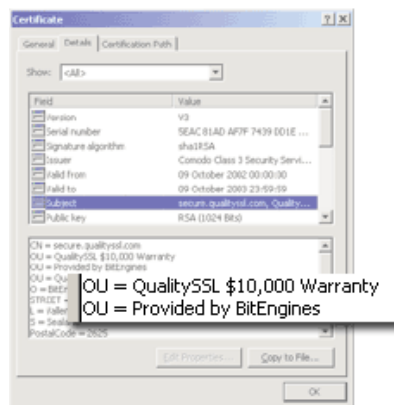 Certificate
General Details Certification Path
Show: <All>
Field Value
Version V3
Serial number 5EAC 81AD AF7F 7439 DD1E ...
Signature algorithm sha1RSA
Issuer Comodo Class 3 Security Servi...
Valid from 09 October 2002 00:00:00
Valid to 09 October 2003 23:59:59
Subject secure.qualityssl.com, Quality...
Public key RSA (1024 Bits)
CN = secure.qualityssl.com
OU = QualitySSL $10,000 Warranty
OU = Provided by BitEngines
OU = Qu
O = BitEn
STREET =
L =
S =
PostalCode = 2625
OU = QualitySSL $10,000 Warranty
OU = Provided by BitEngines
Edit Properties... Copy to File...
OK